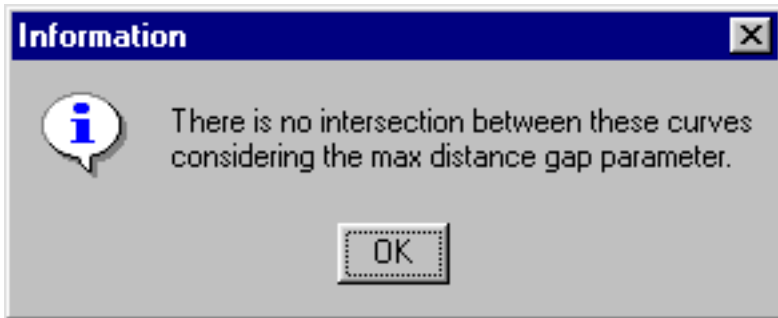 Information
There is no intersection between these curves
considering the max distance gap parameter.
OK